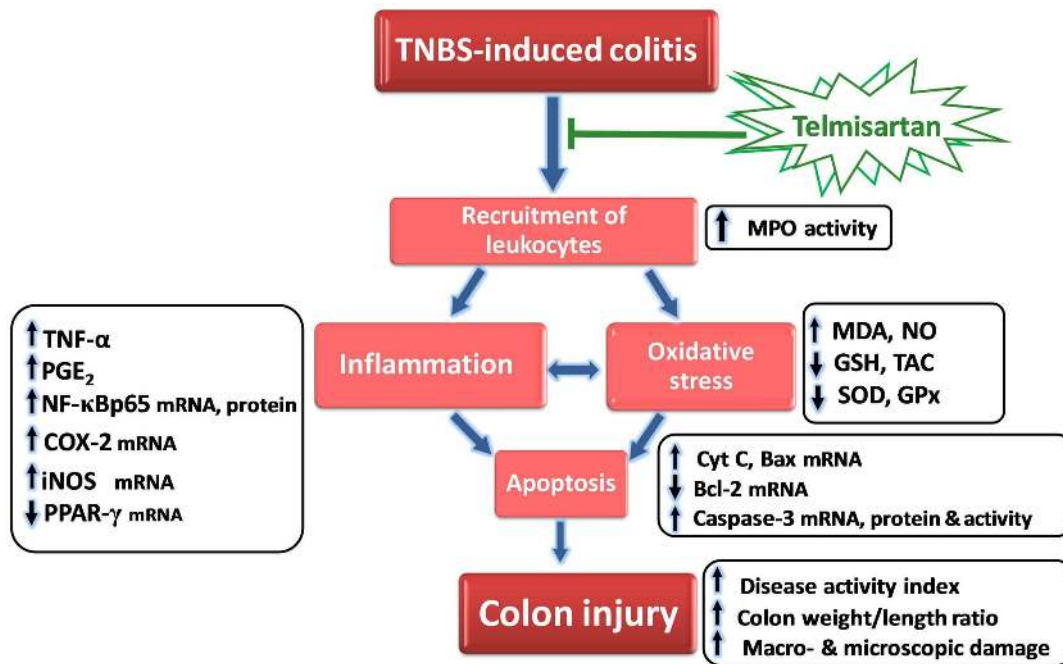 TNBS-induced colitis
Telmisartan
Recruitment of
leukocytes
MPO activity
TNF-α
PGE₂
NF-κBp65 mRNA, protein
COX-2 mRNA
iNOS mRNA
PPAR-γ mRNA
Inflammation
Oxidative
stress
MDA, NO
GSH, TAC
SOD, GPx
Apoptosis
Cyt C, Bax mRNA
Bcl-2 mRNA
Caspase-3 mRNA, protein & activity
Colon injury
Disease activity index
Colon weight/length ratio
Macro- & microscopic damage